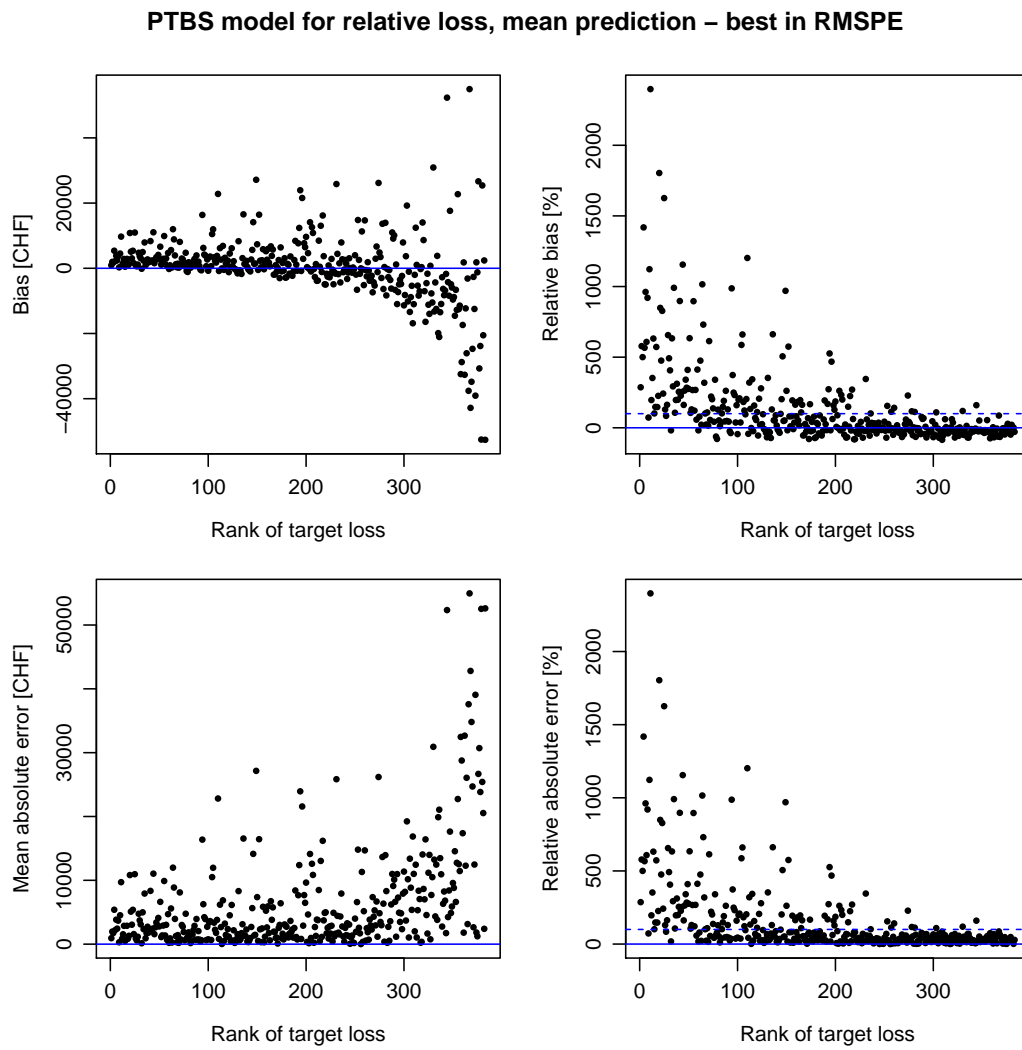 PTBS model for relative loss, mean prediction – best in RMSPE
Bias [CHF]
20000
0
−40000
0 100 200 300
Rank of target loss
Relative bias [%]
2000
1500
1000
500
0
0 100 200 300
Rank of target loss
Mean absolute error [CHF]
50000
30000
10000
0
0 100 200 300
Rank of target loss
Relative absolute error [%]
2000
1500
1000
500
0
0 100 200 300
Rank of target loss